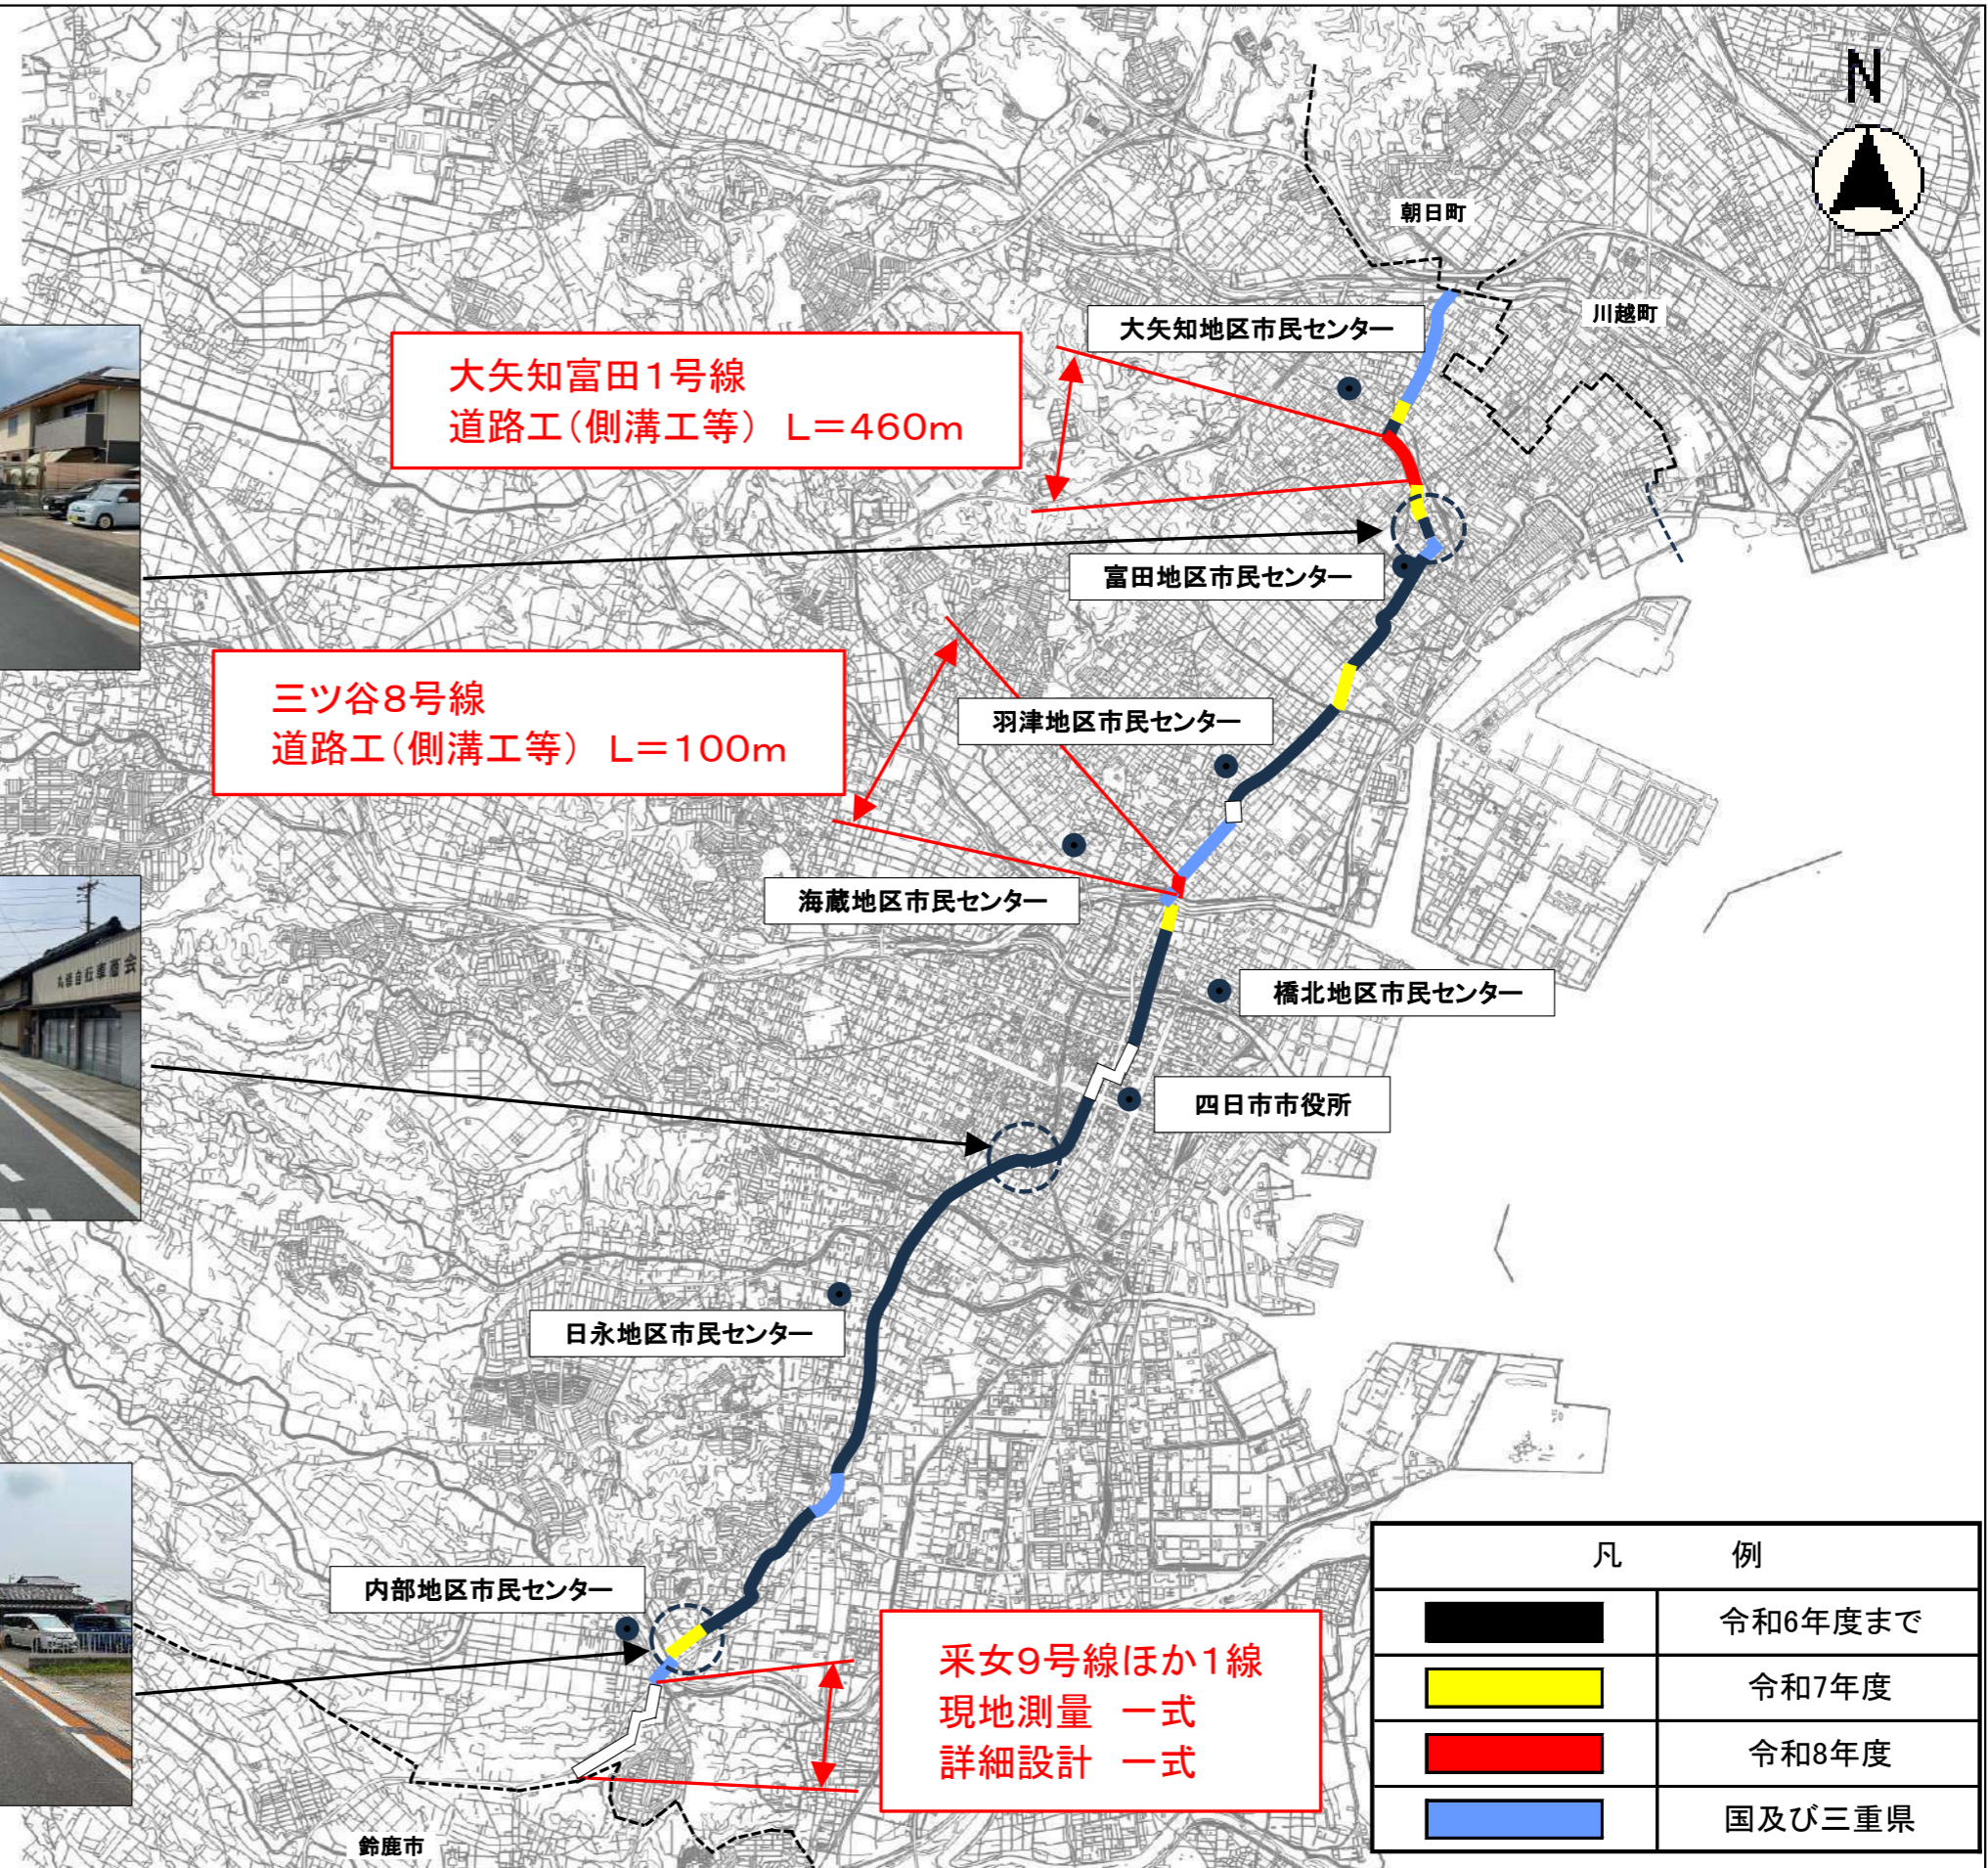 N
朝日町
川越町
大矢知地区市民センター
大矢知富田1号線
道路工(側溝工等) L=460m
富田地区市民センター
三ツ谷8号線
道路工(側溝工等) L=100m
羽津地区市民センター
海蔵地区市民センター
橋北地区市民センター
四日市市役所
日永地区市民センター
内部地区市民センター
采女9号線ほか1線
現地測量 一式
詳細設計 一式
鈴鹿市
凡 例
令和6年度まで
令和7年度
令和8年度
国及び三重県